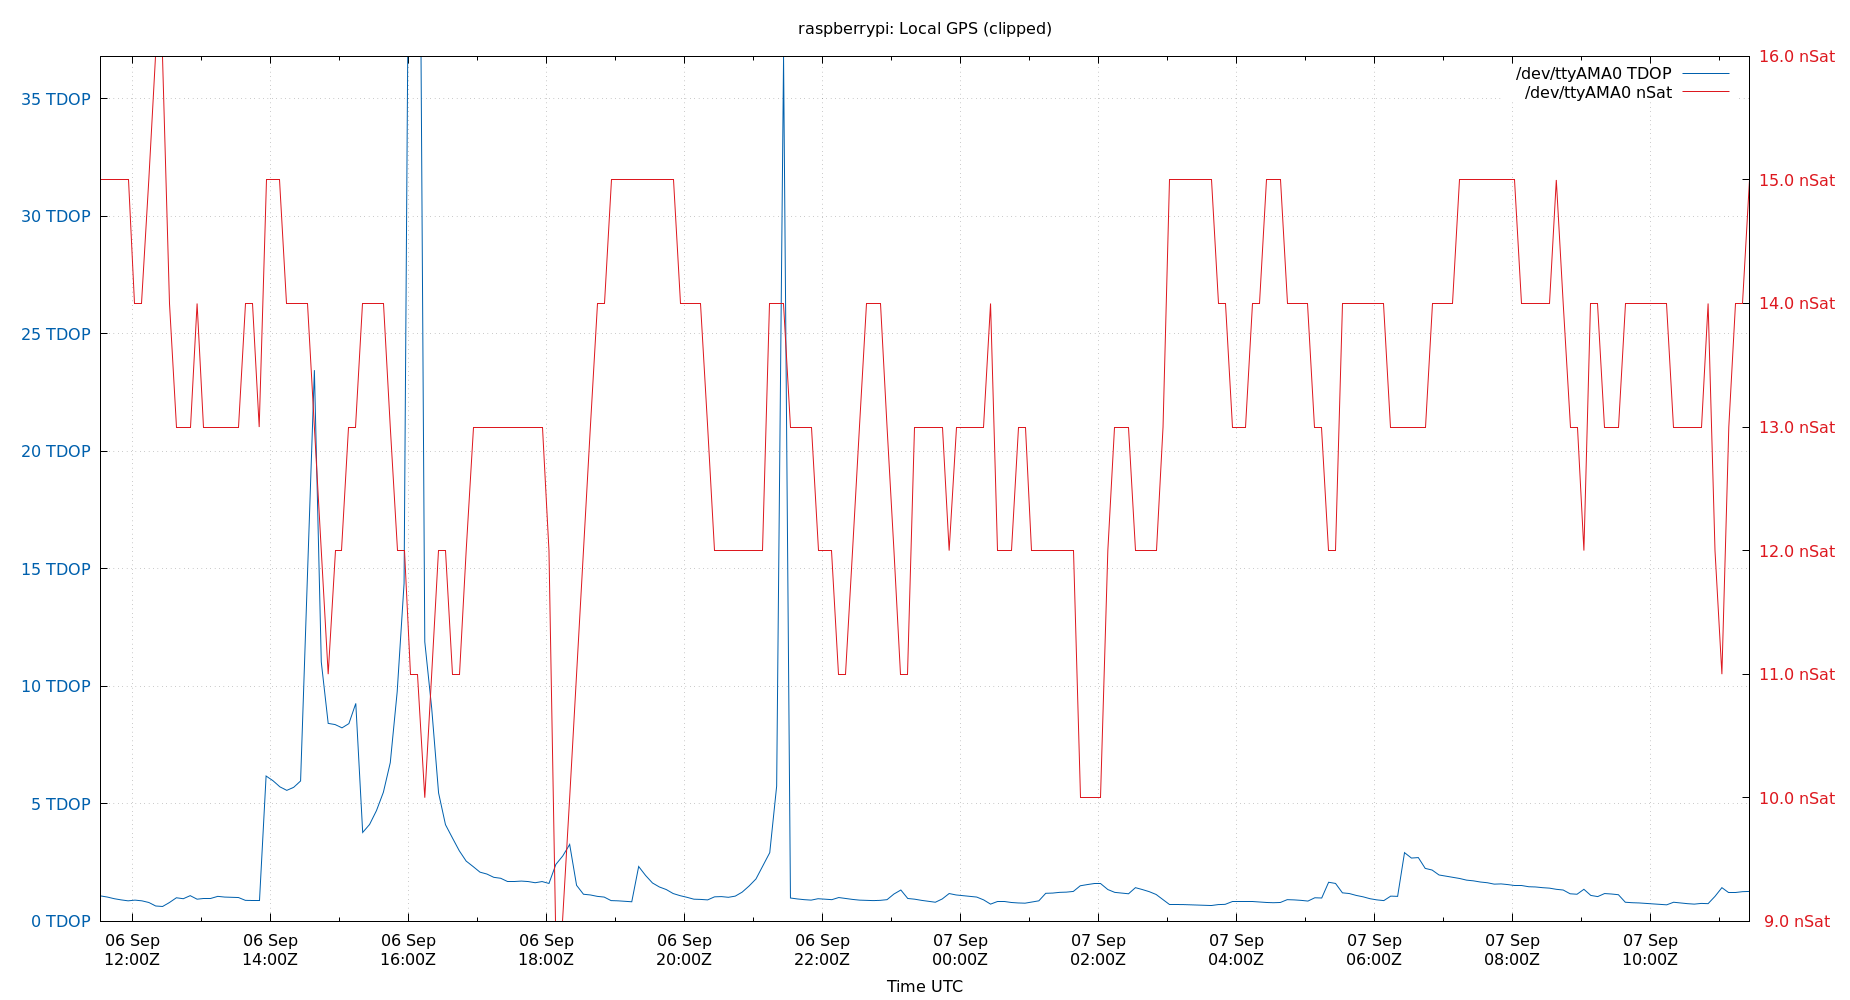 raspberrypi: Local GPS (clipped)
/dev/ttyAMA0 TDOP
/dev/ttyAMA0 nSat
35 TDOP
30 TDOP
25 TDOP
20 TDOP
15 TDOP
10 TDOP
5 TDOP
0 TDOP
16.0 nSat
15.0 nSat
14.0 nSat
13.0 nSat
12.0 nSat
11.0 nSat
10.0 nSat
9.0 nSat
06 Sep
12:00Z
06 Sep
14:00Z
06 Sep
16:00Z
06 Sep
18:00Z
06 Sep
20:00Z
06 Sep
22:00Z
07 Sep
00:00Z
07 Sep
02:00Z
07 Sep
04:00Z
07 Sep
06:00Z
07 Sep
08:00Z
07 Sep
10:00Z
Time UTC